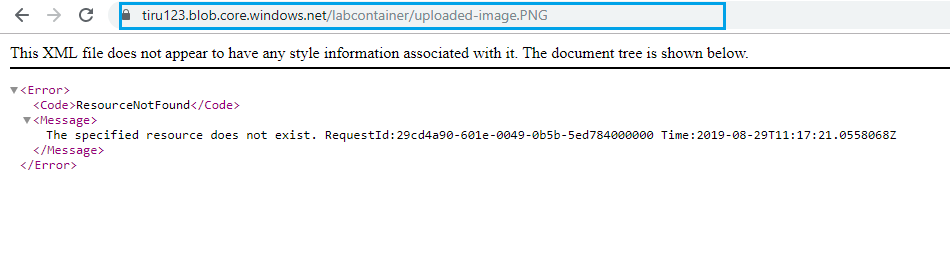 tiru123.blob.core.windows.net/labcontainer/uploaded-image.PNG
This XML file does not appear to have any style information associated with it. The document tree is shown below.
<Error>
<Code>ResourceNotFound</Code>
<Message>
The specified resource does not exist. RequestId:29cd4a90-601e-0049-0b5b-5ed784000000 Time:2019-08-29T11:17:21.0558068Z
</Message>
</Error>